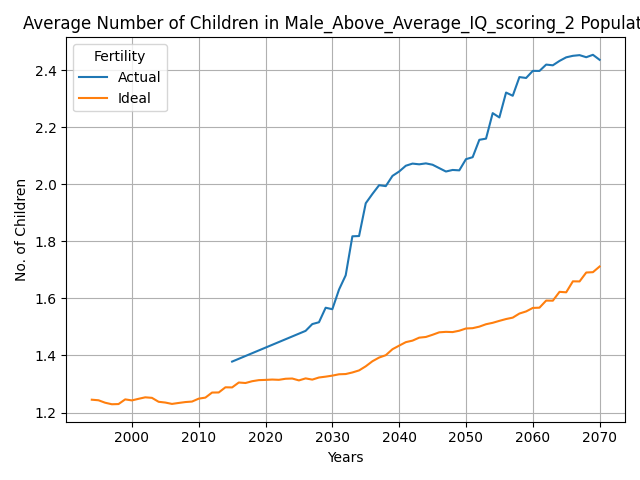 Average Number of Children in Male_Above_Average_IQ_scoring_2 Populat
Fertility
Actual
Ideal
No. of Children
2.4
2.2
2.0
1.8
1.6
1.4
1.2
2000 2010 2020 2030 2040 2050 2060 2070
Years